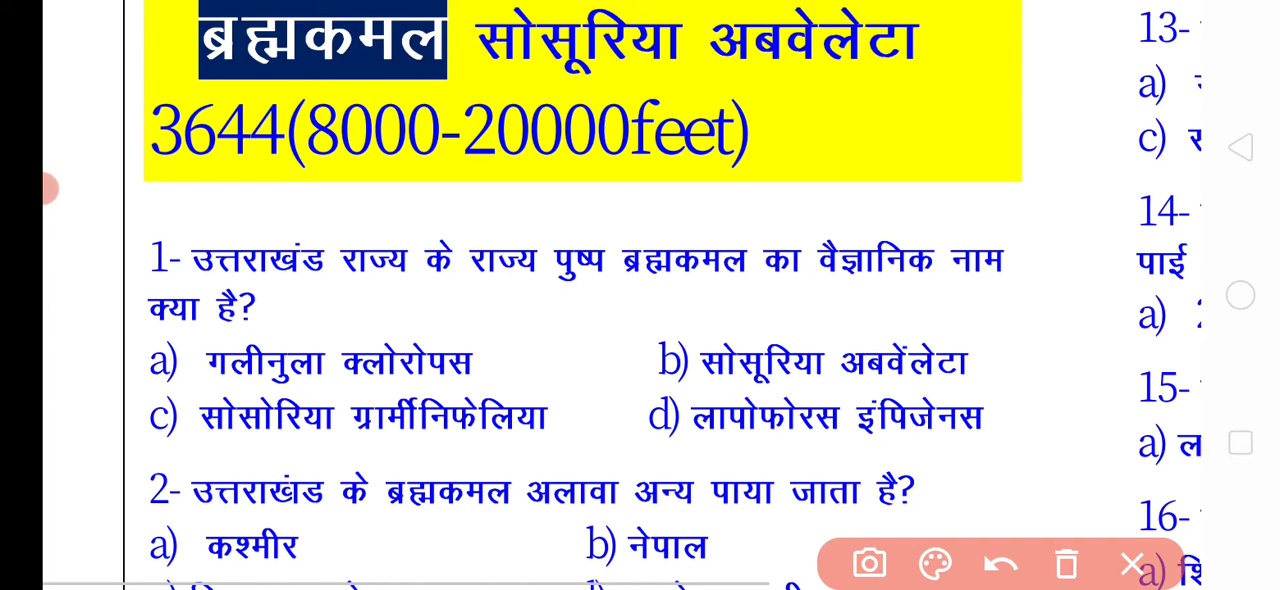 ब्रह्मकमल सोसूरिया अबवेलेटा
3644(8000-20000feet)
1- उत्तराखंड राज्य के राज्य पुष्प ब्रह्मकमल का वैज्ञानिक नाम
क्या है?
a) गलीनुला क्लोरोपस b) सोसूरिया अबवेंलेटा
c) सोसोरिया ग्रार्मीनिफेलिया d) लापोफोरस इंपिजेनस
2- उत्तराखंड के ब्रह्मकमल अलावा अन्य पाया जाता है?
a) कश्मीर b) नेपाल
13-
a)
c)
14-
पाई
a)
15-
a) ल
16-
a) शि